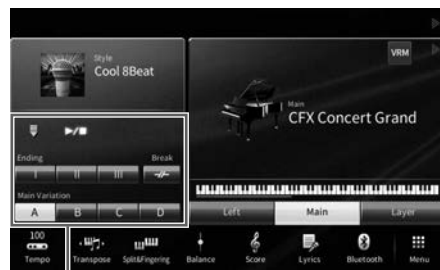 Style
Cool 8Beat
VRM
Main
CFX Concert Grand
Ending
Break
I II III
Main Variation
A B C D
Left Main Layer
100
Tempo Transpose Split&Fingering Balance Score Lyrics Bluetooth Menu